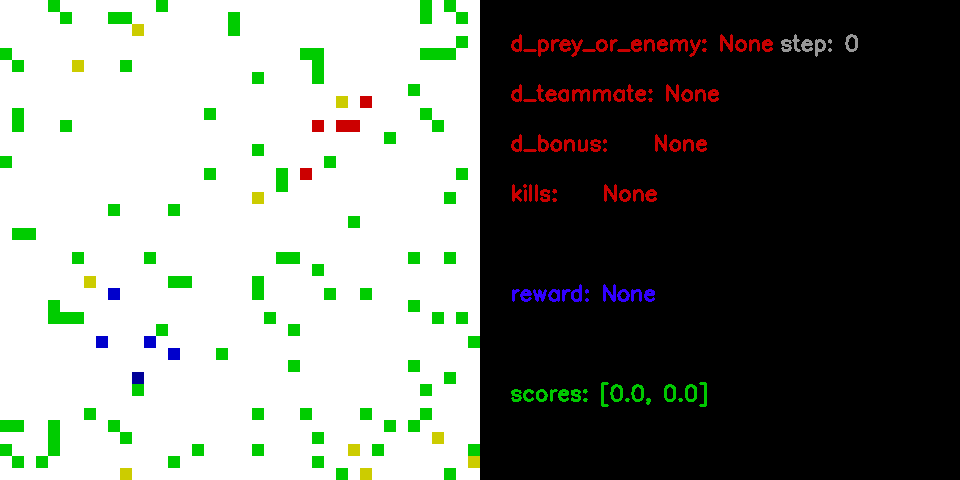 d_prey_or_enemy: None step: 0
d_teammate: None
d_bonus: None
kills: None
reward: None
scores: [0.0, 0.0]